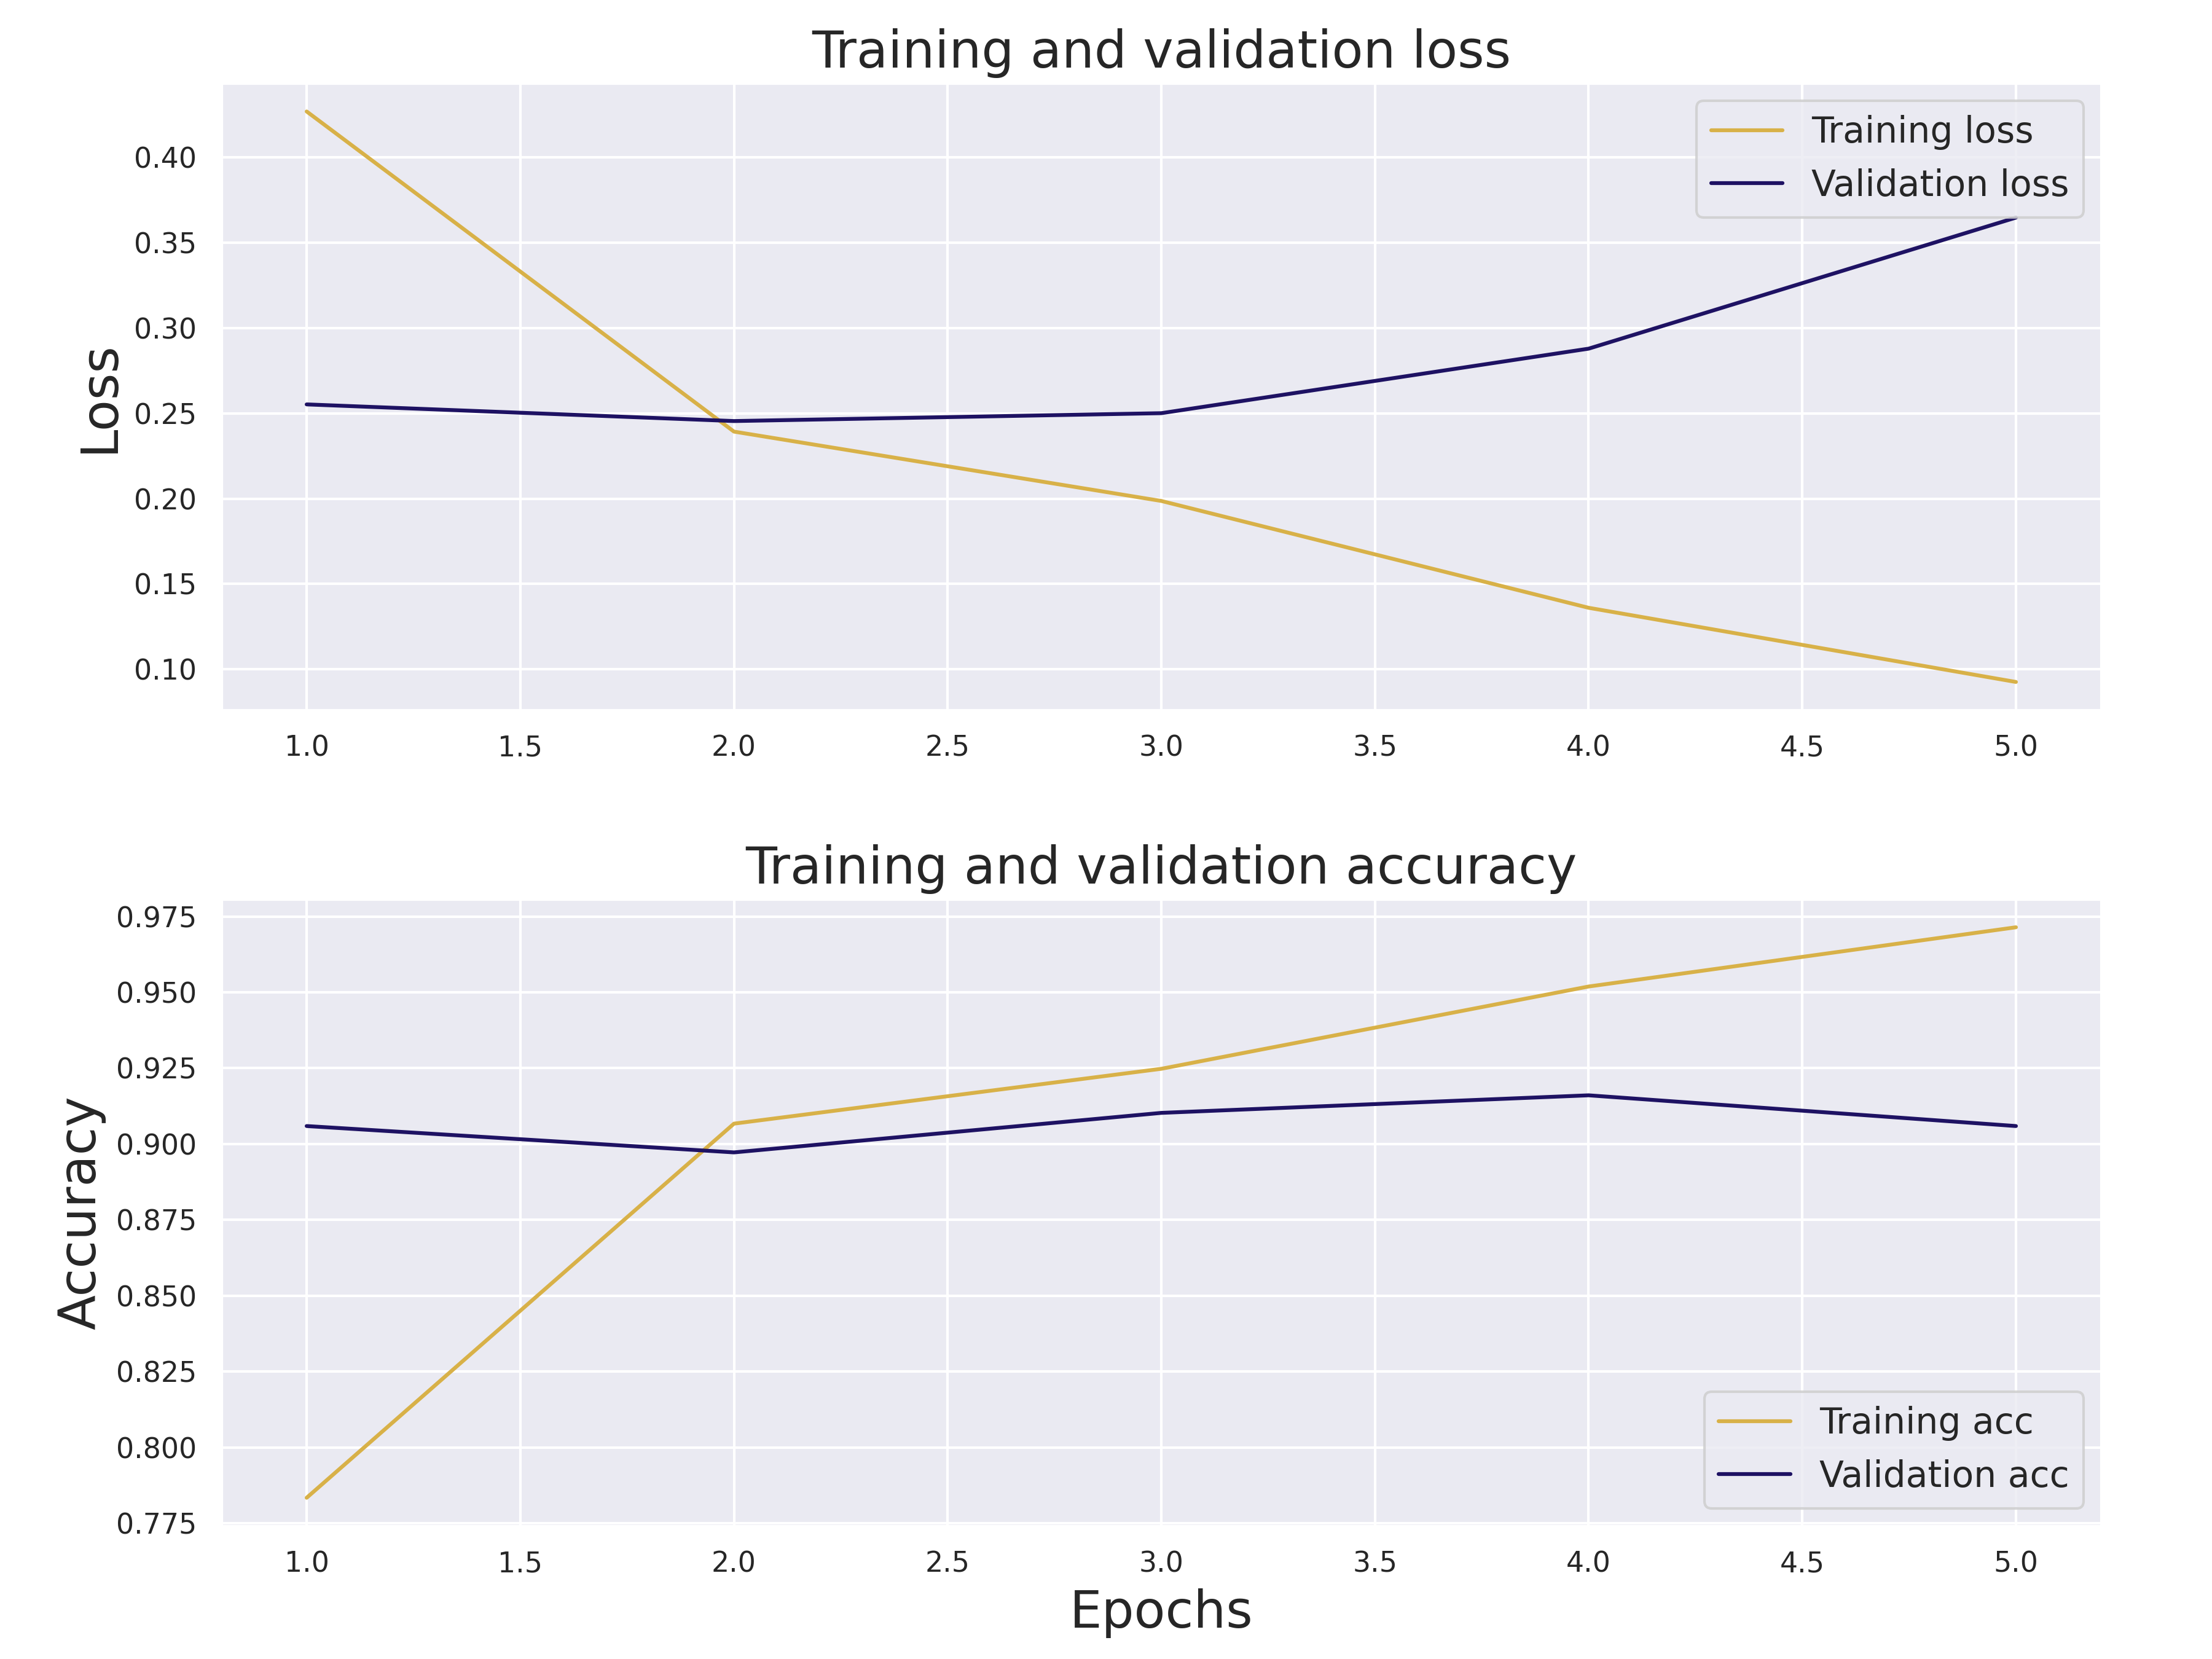 Training and validation loss
Training loss
Validation loss
Loss
0.40
0.35
0.30
0.25
0.20
0.15
0.10
1.0 1.5 2.0 2.5 3.0 3.5 4.0 4.5 5.0
Training and validation accuracy
Accuracy
0.975
0.950
0.925
0.900
0.875
0.850
0.825
0.800
0.775
Training acc
Validation acc
1.0 1.5 2.0 2.5 3.0 3.5 4.0 4.5 5.0
Epochs